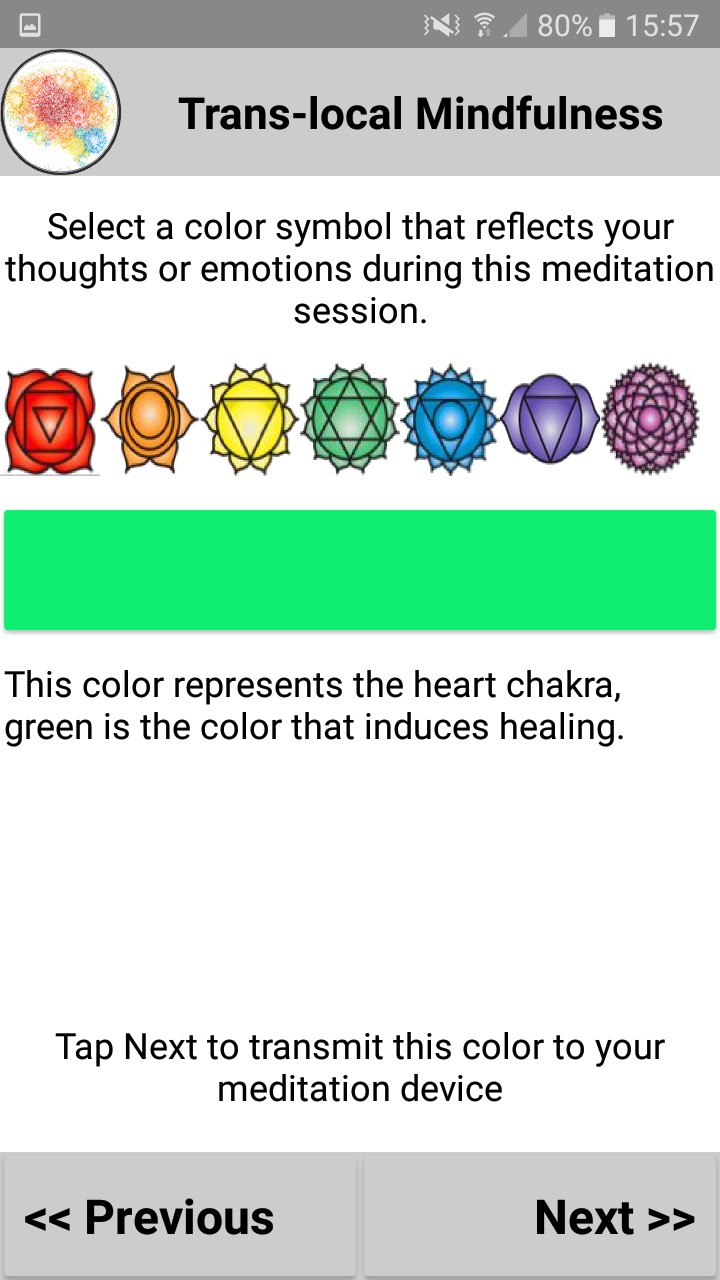 80% 15:57
Trans-local Mindfulness
Select a color symbol that reflects your
thoughts or emotions during this meditation
session.
This color represents the heart chakra,
green is the color that induces healing.
Tap Next to transmit this color to your
meditation device
<< Previous
Next >>